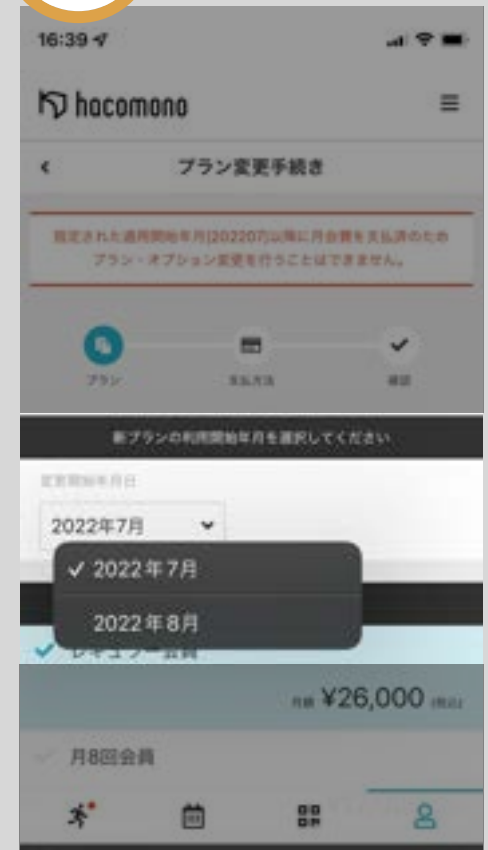 16:39
hacomono
プラン変更手続き
指定された適用開始年月(202207)以降に月会費を支払済のため
プラン・オプション変更を行うことはできません。
プラン
支払方法
確認
新プランの利用開始年月を選択してください
変更開始年月日
2022年7月
2022年7月
2022年8月
レギュラー会員
月額 ¥26,000 (税込)
月8回会員